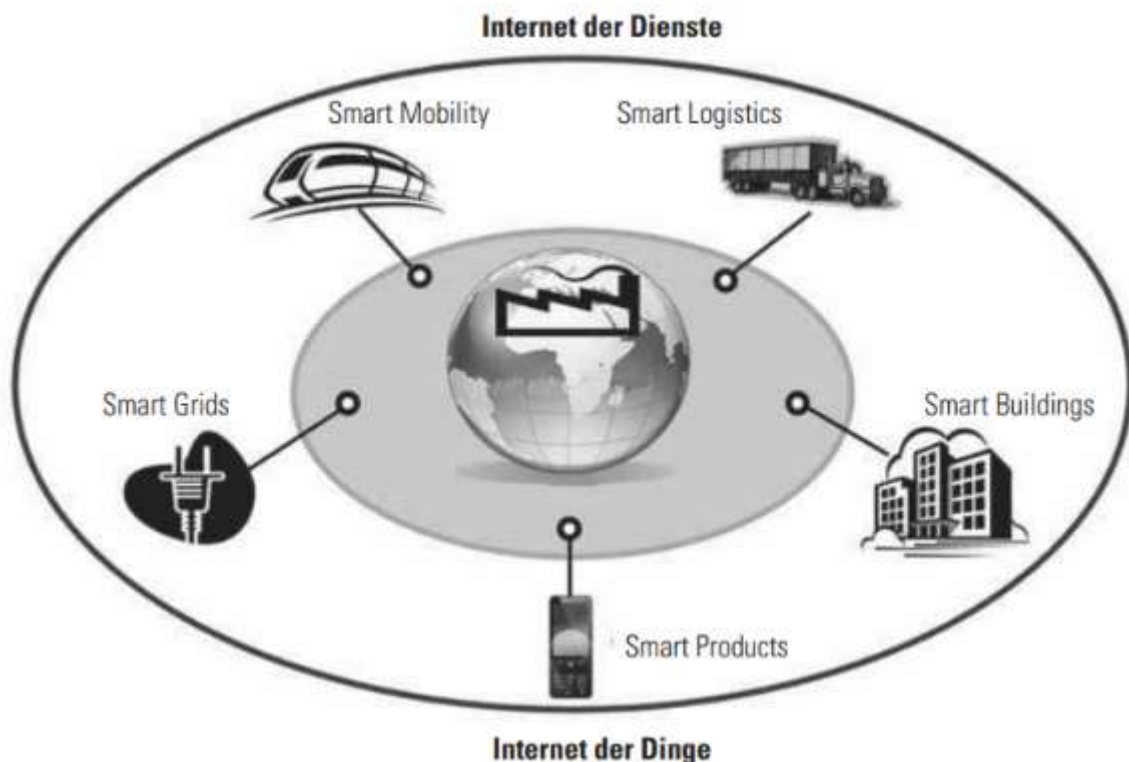 Internet der Dienste
Smart Mobility
Smart Logistics
Smart Grids
Smart Buildings
Smart Products
Internet der Dinge